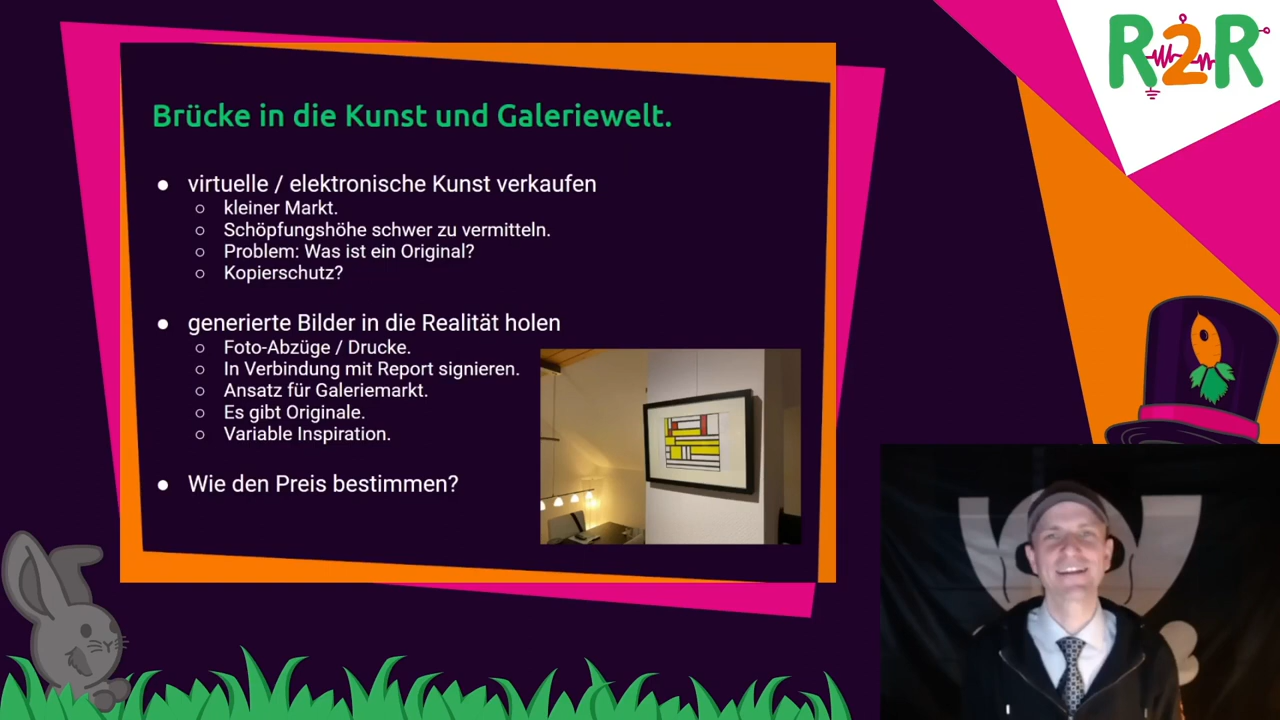 R2R
Brücke in die Kunst und Galeriewelt.
● virtuelle / elektronische Kunst verkaufen
○ kleiner Markt.
○ Schöpfungshöhe schwer zu vermitteln.
○ Problem: Was ist ein Original?
○ Kopierschutz?
● generierte Bilder in die Realität holen
○ Foto-Abzüge / Drucke.
○ In Verbindung mit Report signieren.
○ Ansatz für Galeriemarkt.
○ Es gibt Originale.
○ Variable Inspiration.
● Wie den Preis bestimmen?